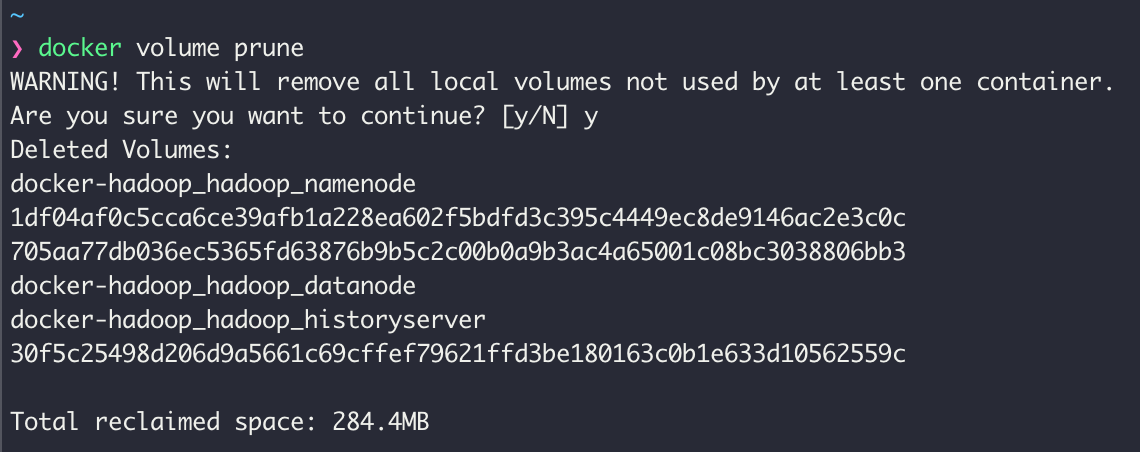 ~
❯ docker volume prune
WARNING! This will remove all local volumes not used by at least one container.
Are you sure you want to continue? [y/N] y
Deleted Volumes:
docker-hadoop_hadoop_namenode
1df04af0c5cca6ce39afb1a228ea602f5bdfd3c395c4449ec8de9146ac2e3c0c
705aa77db036ec5365fd63876b9b5c2c00b0a9b3ac4a65001c08bc3038806bb3
docker-hadoop_hadoop_datanode
docker-hadoop_hadoop_historyserver
30f5c25498d206d9a5661c69cffef79621ffd3be180163c0b1e633d10562559c
Total reclaimed space: 284.4MB